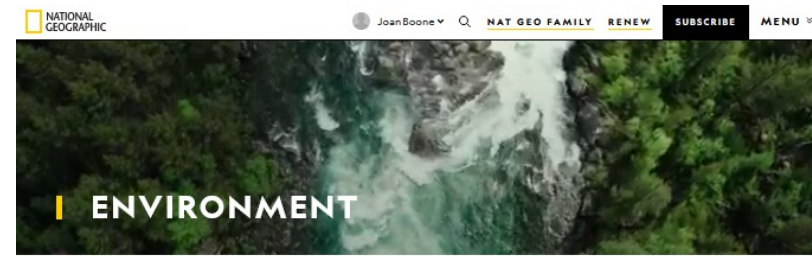 NATIONAL
GEOGRAPHIC
JoanBoone NAT GEO FAMILY RENEW SUBSCRIBE MENU
ENVIRONMENT